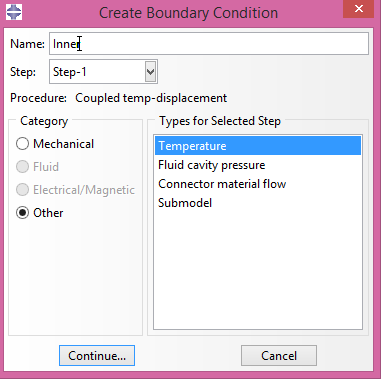 Create Boundary Condition
Name: Inner
Step: Step-1
Procedure: Coupled temp-displacement
Category
Mechanical
Fluid
Electrical/Magnetic
Other
Types for Selected Step
Temperature
Fluid cavity pressure
Connector material flow
Submodel
Continue...
Cancel